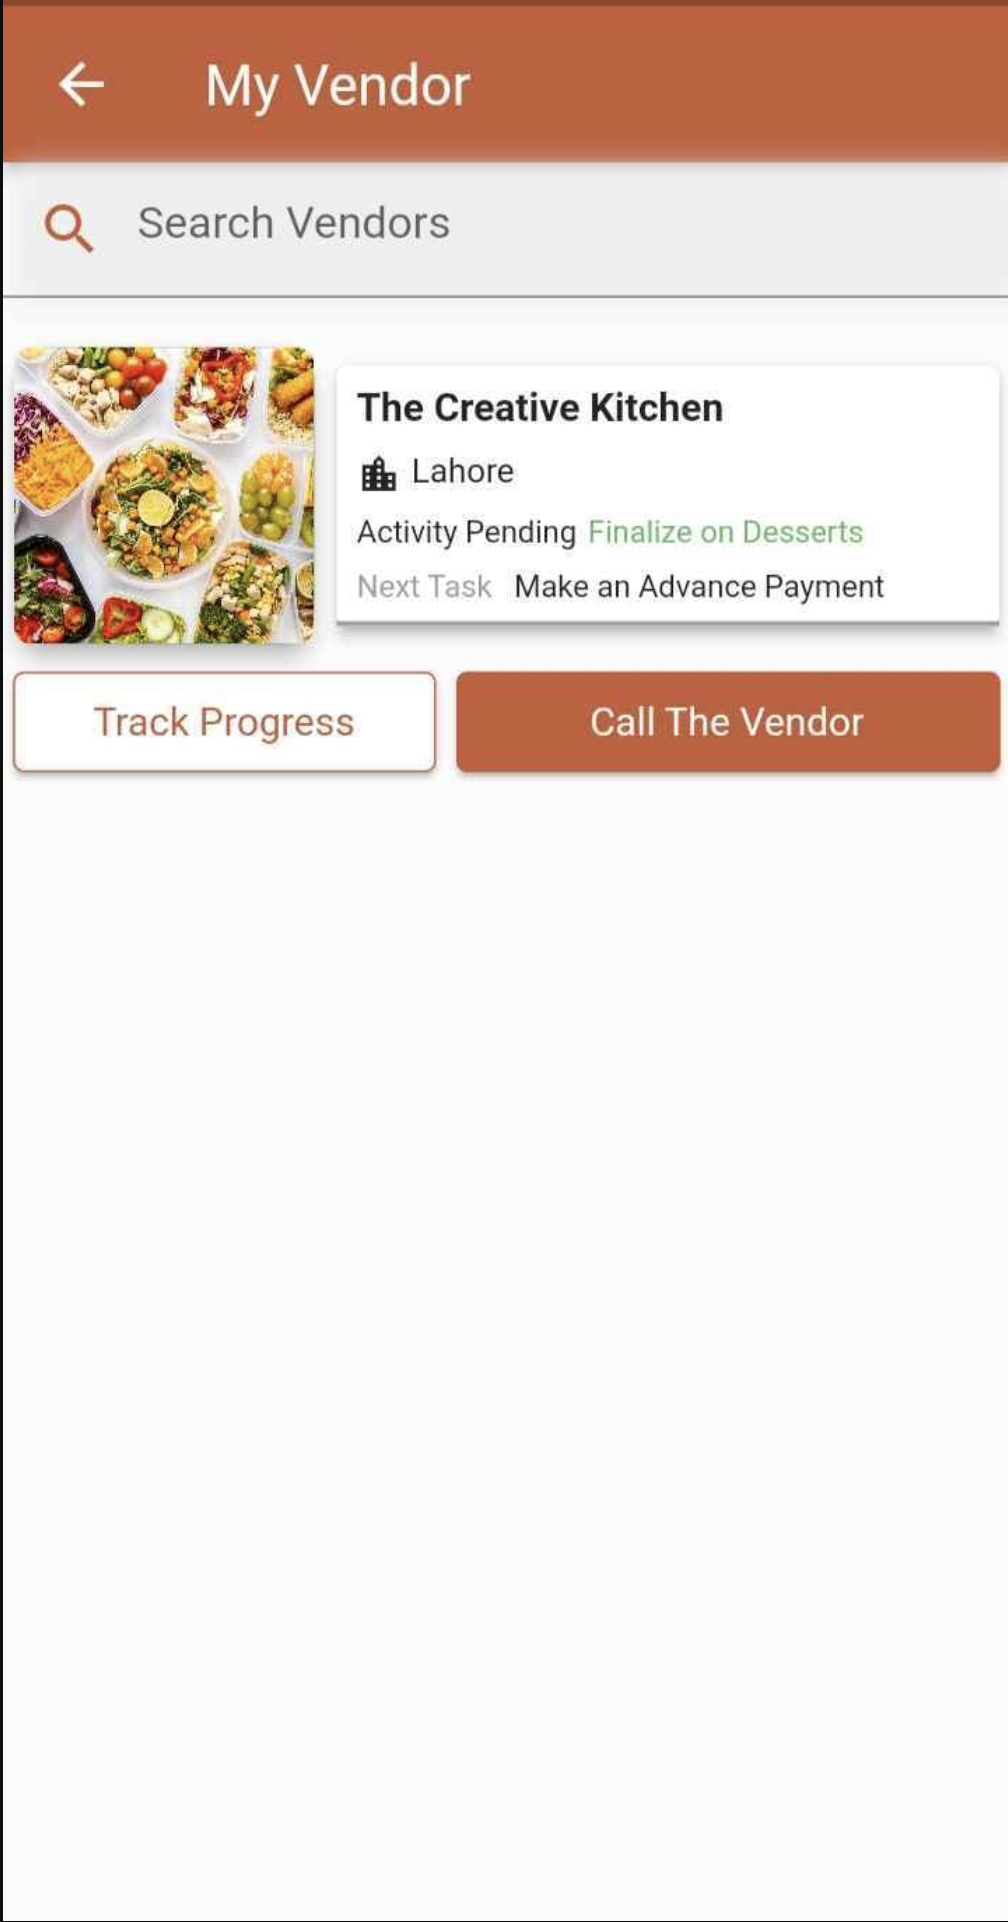 My Vendor
Search Vendors
The Creative Kitchen
Lahore
Activity Pending Finalize on Desserts
Next Task Make an Advance Payment
Track Progress Call The Vendor